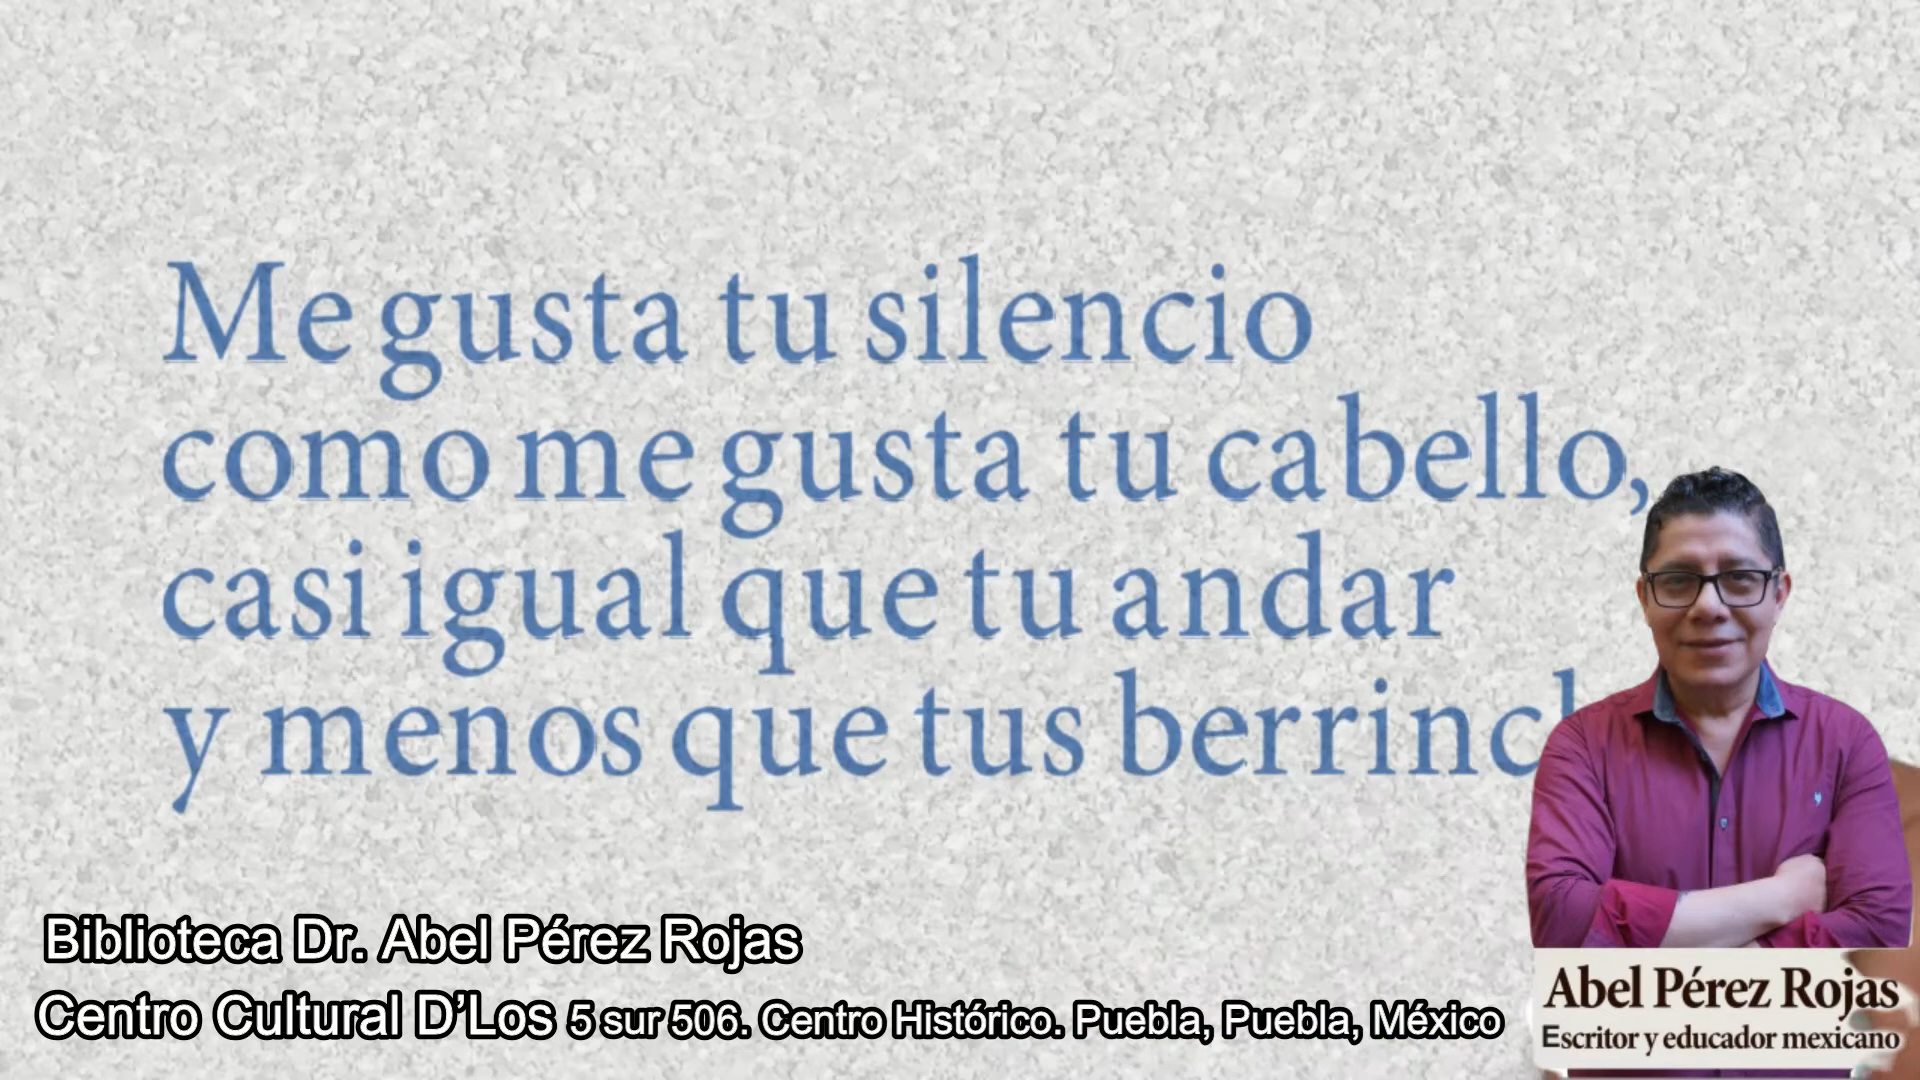 Me gusta tu silencio
como me gusta tu cabello,
casi igual que tu andar
y menos que tus
Biblioteca Dr. Abel Pérez Rojas
Centro Cultural D’Los 5 sur 506. Centro Histórico. Puebla, Puebla, México
Abel Pérez Rojas
Escritor y educador mexicano